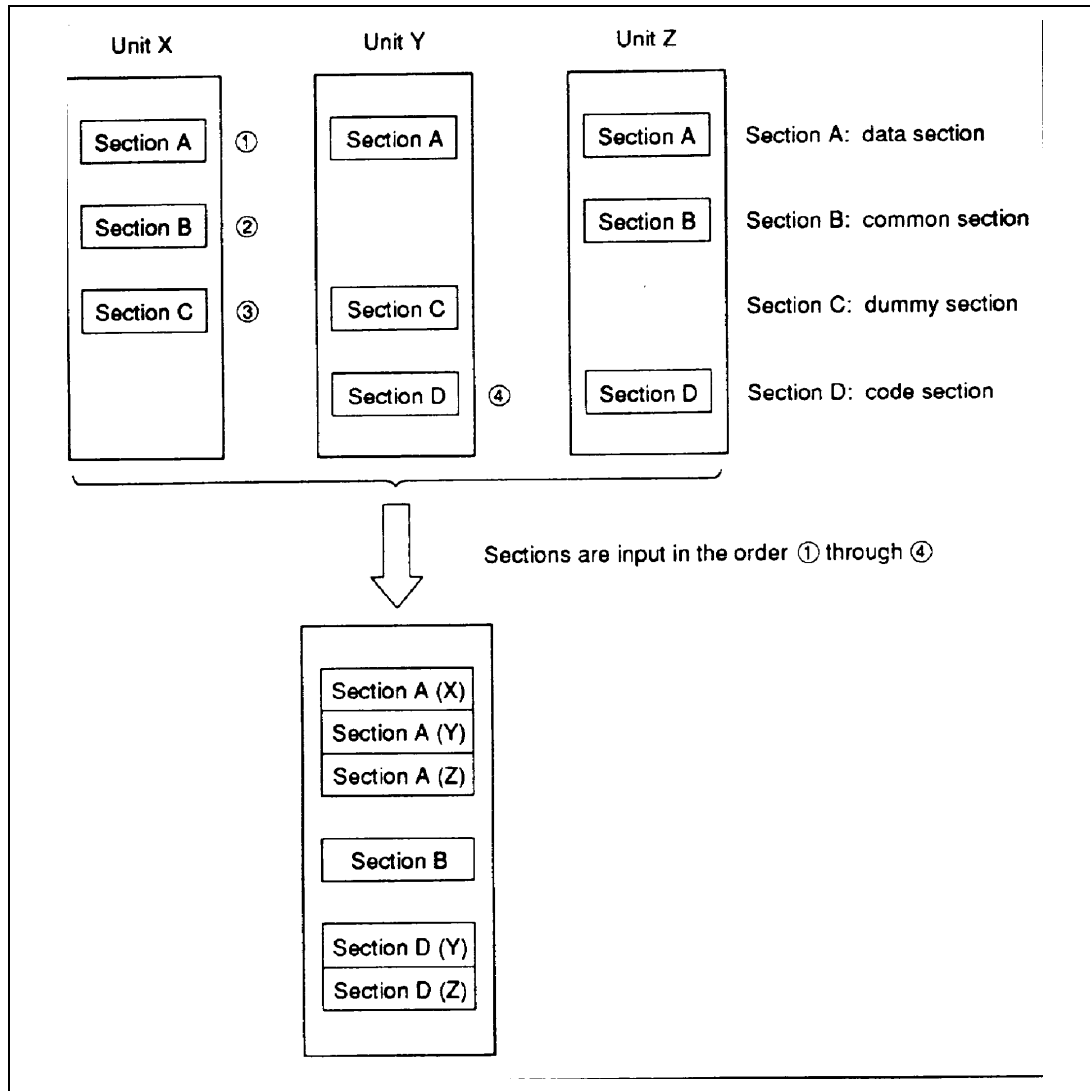 Unit X Unit Y Unit Z
Section A ① Section A Section A Section A: data section
Section B ② Section B Section B: common section
Section C ③ Section C Section C: dummy section
Section D ④ Section D Section D: code section
Sections are input in the order ① through ④
Section A (X)
Section A (Y)
Section A (Z)
Section B
Section D (Y)
Section D (Z)